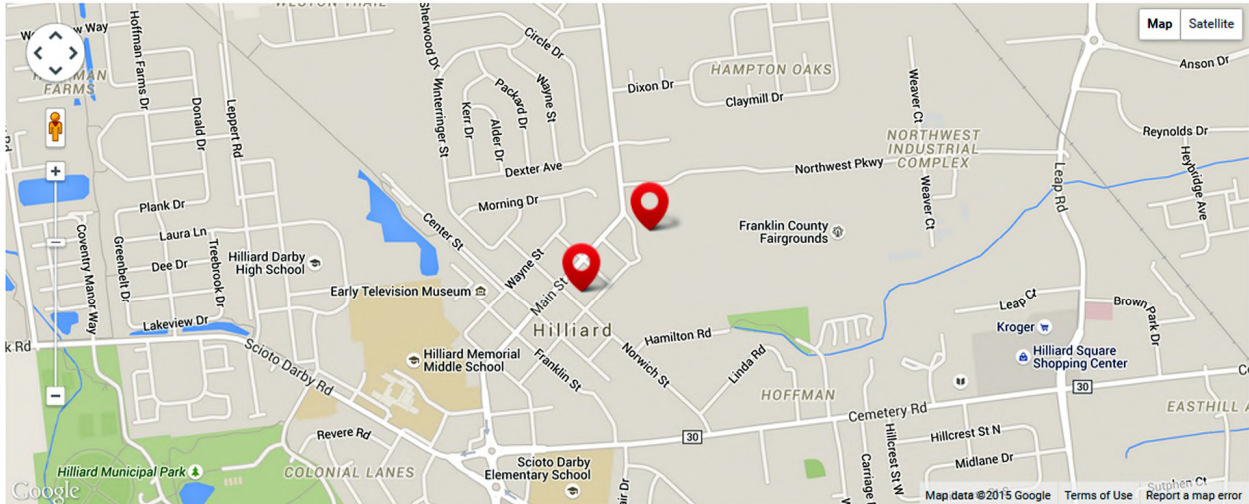 WESTON TRAIL
Hoffman Farms Dr
Sherwood Dr
Circle Dr
Map
Satellite
Anson Dr
FARMS
Donald Dr
Leppert Rd
Winterringer St
Kerr Dr
Alder Dr
Packard Dr
Wayne St
Dixon Dr
HAMPTON OAKS
Claymill Dr
Weaver Ct
NORTHWEST
INDUSTRIAL
COMPLEX
Reynolds Dr
Heybridge Ave
Leap Rd
Dexter Ave
Northwest Pkwy
Weaver Ct
Plank Dr
Laura Ln
Dee Dr
Treebrook Dr
Greenbelt Dr
Coventry Manor Way
Lakeview Dr
Hilliard Darby
High School
Center St
Morning Dr
Wayne St
Main St
Early Television Museum
Franklin County
Fairgrounds
Hilliard
Hamilton Rd
Norwich St
Linda Rd
Franklin St
Hilliard Memorial
Middle School
Scioto Darby Rd
k Rd
Leap Ct
Brown Park Dr
Kroger
Hilliard Square
Shopping Center
30
HOFFMAN
Cemetery Rd
30
EASTHILL A
Revere Rd
COLONIAL LANES
Hilliard Municipal Park
Scioto Darby
Elementary School
Hillcrest St N
Hillcrest St W
Carriage
Midlane Dr
Sutphen Ct
Google
Map data ©2015 Google
Terms of Use
Report a map error